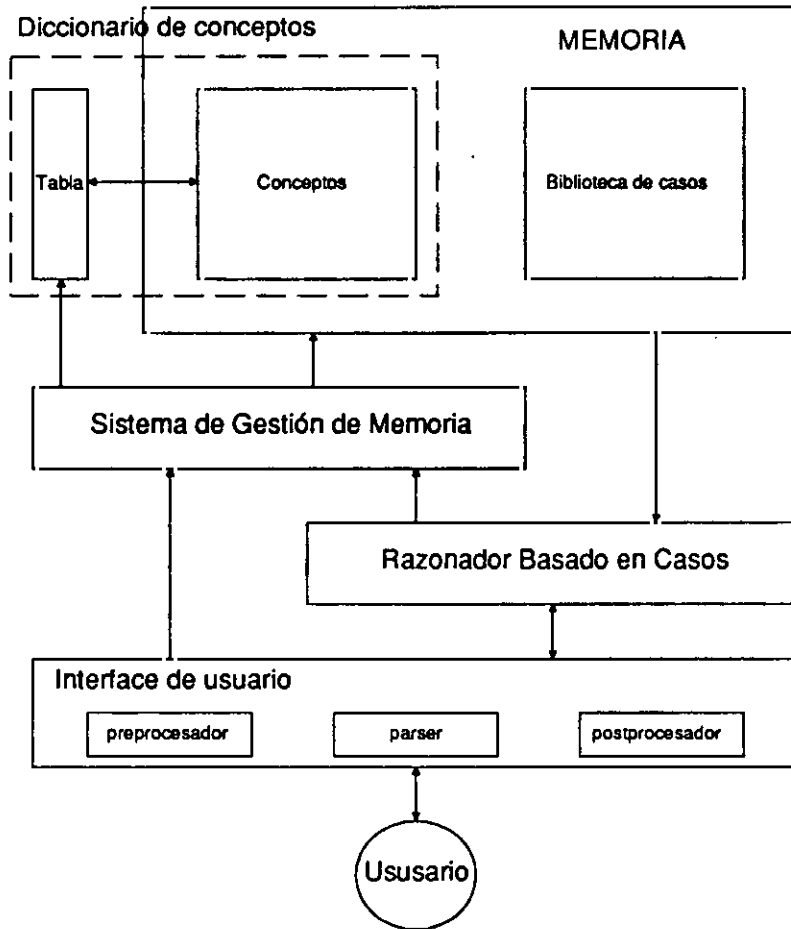 Diccionario de conceptos
MEMORIA
Tabla
Conceptos
Biblioteca de casos
Sistema de Gestión de Memoria
Razonador Basado en Casos
Interface de usuario
preprocesador
parser
postprocesador
Ususario